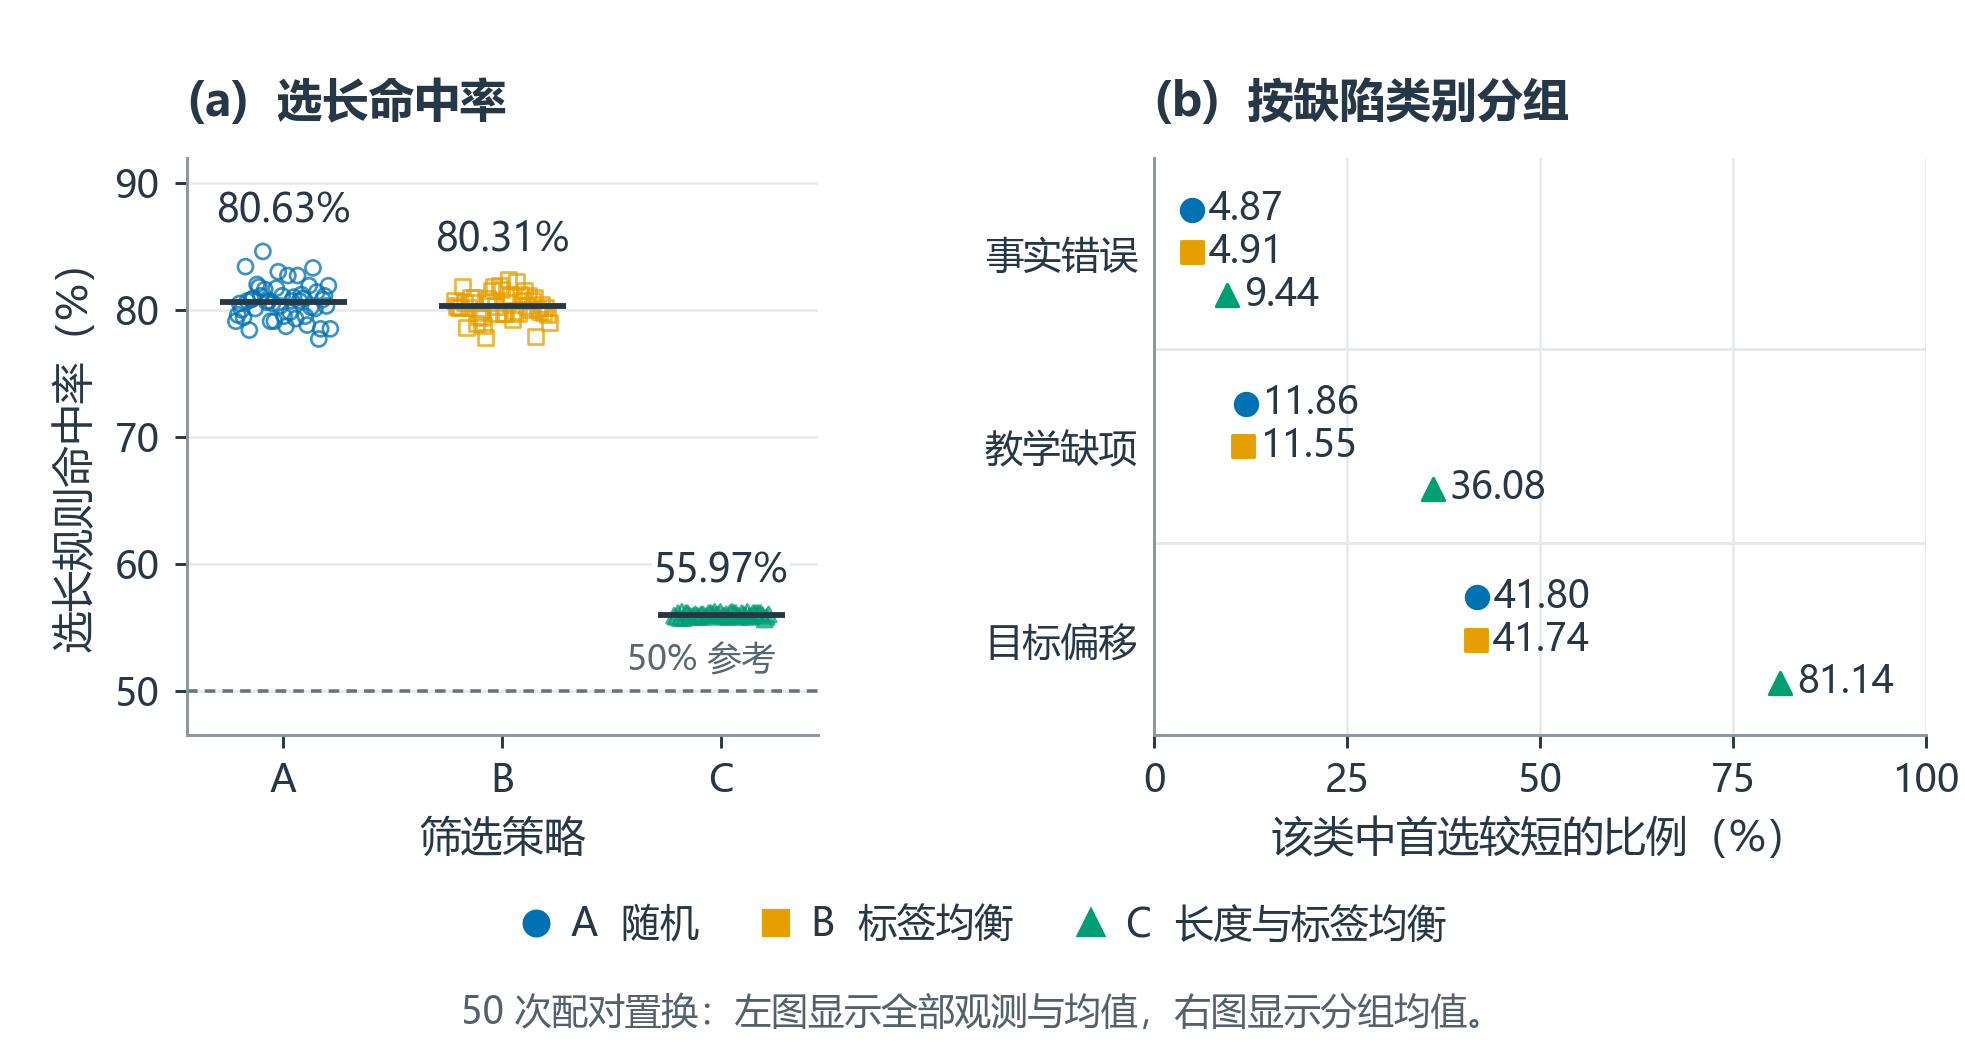 (a) 选长命中率
选长规则命中率（%）
90
80
70
60
50
80.63%
80.31%
55.97%
50% 参考
A
B
C
筛选策略
(b) 按缺陷类别分组
事实错误
4.87
4.91
9.44
教学缺项
11.86
11.55
36.08
目标偏移
41.80
41.74
81.14
0
25
50
75
100
该类中首选较短的比例（%）
A 随机
B 标签均衡
C 长度与标签均衡
50 次配对置换：左图显示全部观测与均值，右图显示分组均值。